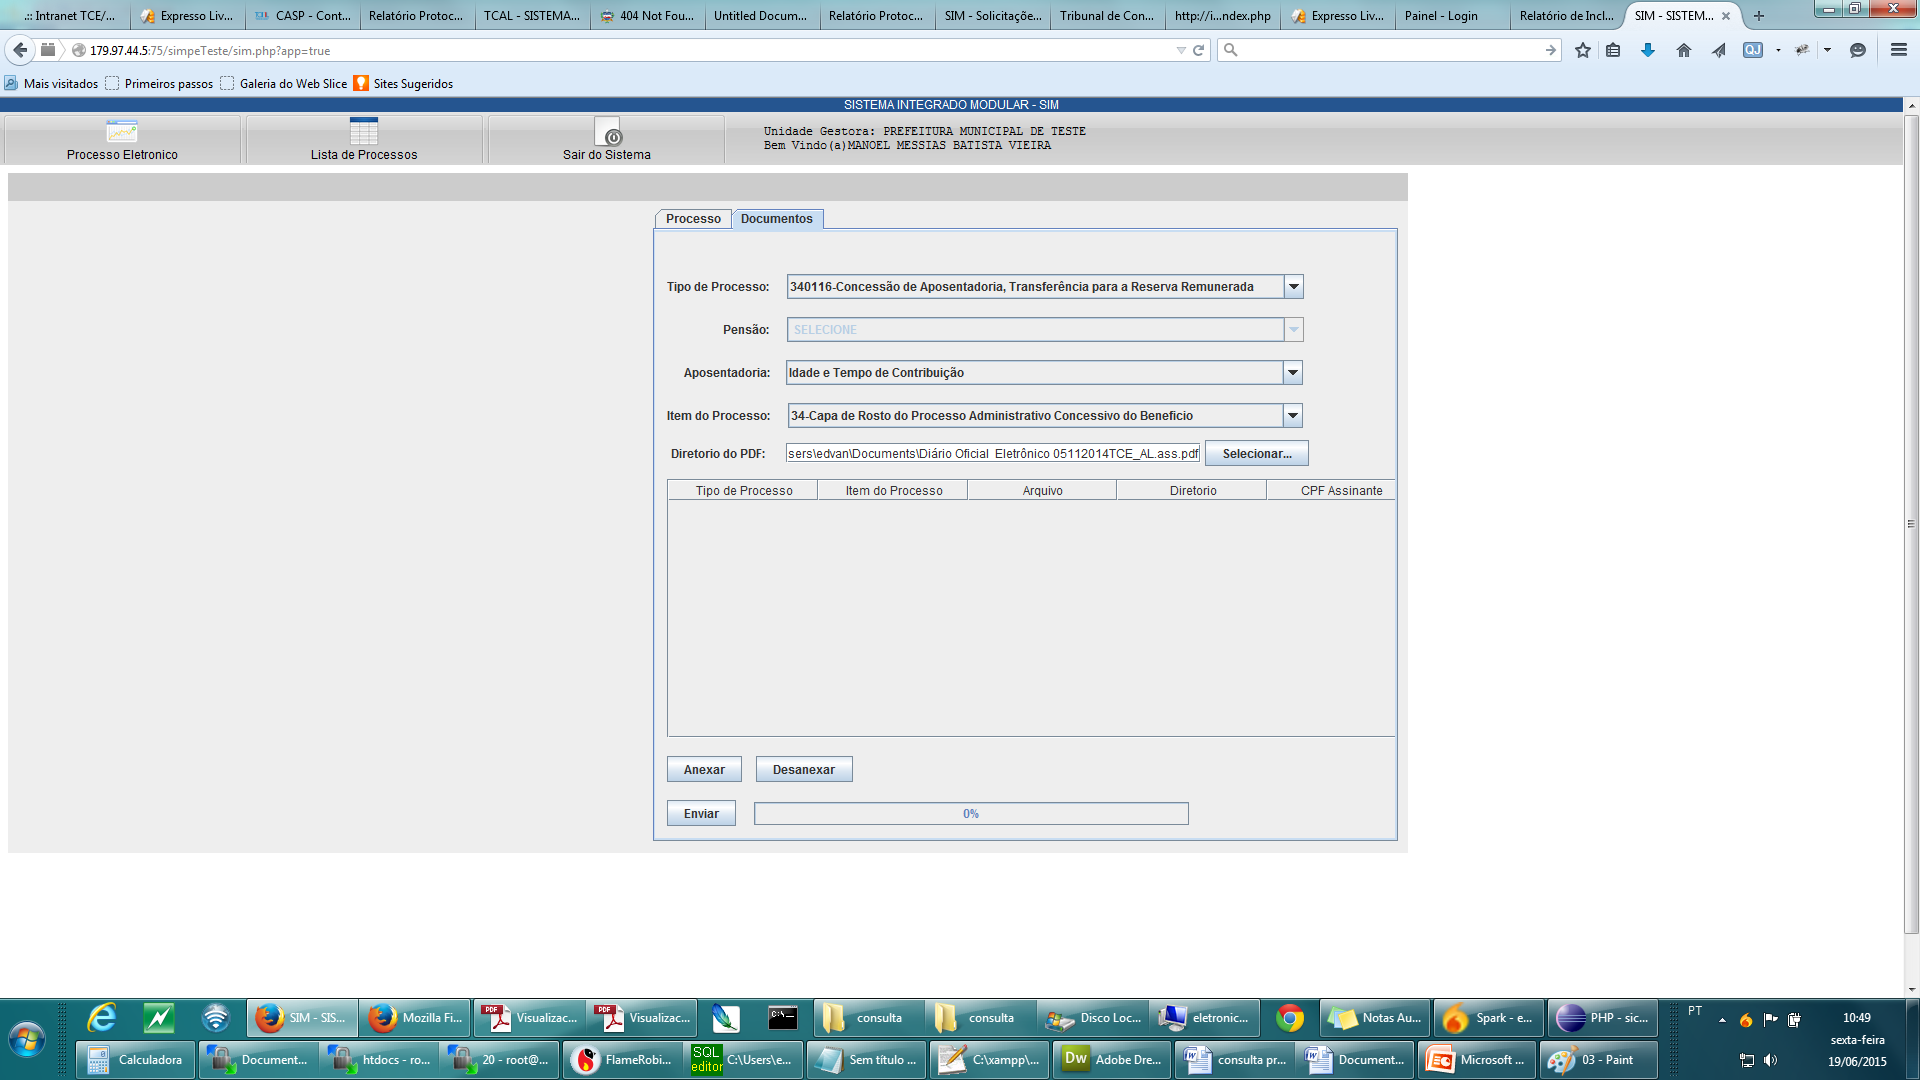 .:: Intranet TCE/...
Expresso Liv...
CASP - Cont...
Relatório Protoc...
TCAL - SISTEMA...
404 Not Fou...
Untitled Docum...
Relatório Protoc...
SIM - Solicitaçõe...
Tribunal de Con...
http://i...ndex.php
Expresso Liv...
Painel - Login
Relatório de Incl...
SIM - SISTEM...
179.97.44.5:75/simpeTeste/sim.php?app=true
Mais visitados
Primeiros passos
Galeria do Web Slice
Sites Sugeridos
SISTEMA INTEGRADO MODULAR - SIM
Processo Eletronico
Lista de Processos
Sair do Sistema
Unidade Gestora: PREFEITURA MUNICIPAL DE TESTE
Bem Vindo(a)MANOEL MESSIAS BATISTA VIEIRA
Processo
Documentos
Tipo de Processo: 340116-Concessão de Aposentadoria, Transferência para a Reserva Remunerada
Pensão: SELECIONE
Aposentadoria: Idade e Tempo de Contribuição
Item do Processo: 34-Capa de Rosto do Processo Administrativo Concessivo do Beneficio
Diretorio do PDF: sers\edvan\Documents\Diário Oficial Eletrônico 05112014TCE_AL.ass.pdf Selecionar...
Tipo de Processo Item do Processo Arquivo Diretorio CPF Assinante
Anexar Desanexar
Enviar 0%
SIM - SIS...
Mozilla Fi...
PDF Visualizac...
PDF Visualizac...
C:\_
consulta
consulta
Disco Loc...
eletronic...
Notas Au...
Spark - e...
PHP - sic...
PT
10:49
sexta-feira
19/06/2015
Calculadora
Document...
htdocs - ro...
20 - root@...
FlameRobi...
SQL editor C:\Users\e...
Sem título ...
C:\xampp\...
Dw Adobe Dre...
consulta pr...
Document...
Microsoft ...
03 - Paint